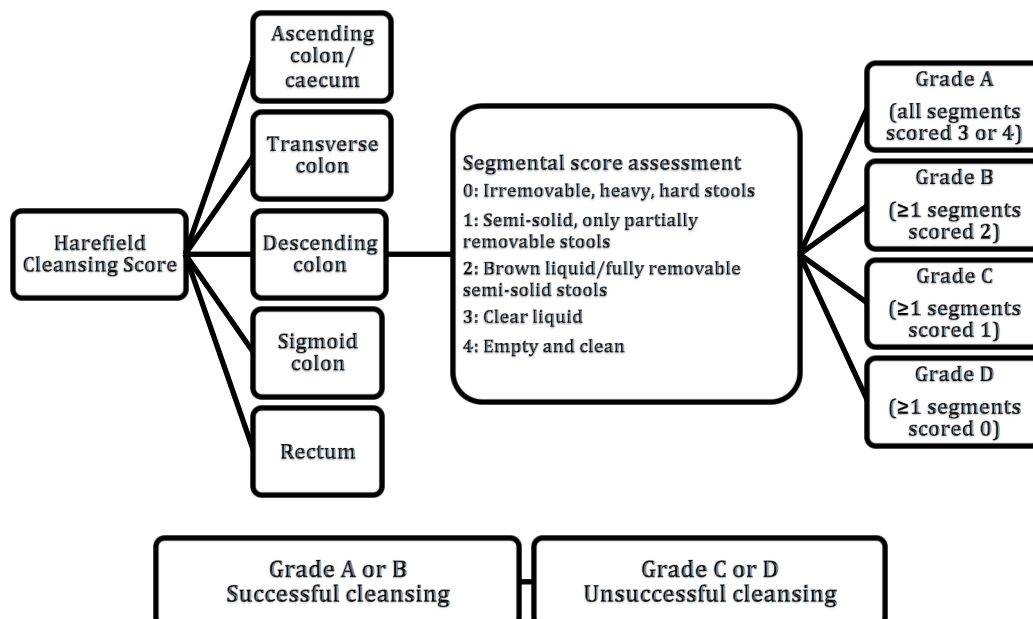 Harefield
Cleansing Score
Ascending
colon/
caecum
Transverse
colon
Descending
colon
Sigmoid
colon
Rectum
Segmental score assessment
0: Irremovable, heavy, hard stools
1: Semi-solid, only partially
removable stools
2: Brown liquid/fully removable
semi-solid stools
3: Clear liquid
4: Empty and clean
Grade A
(all segments
scored 3 or 4)
Grade B
(≥1 segments
scored 2)
Grade C
(≥1 segments
scored 1)
Grade D
(≥1 segments
scored 0)
Grade A or B
Successful cleansing
Grade C or D
Unsuccessful cleansing